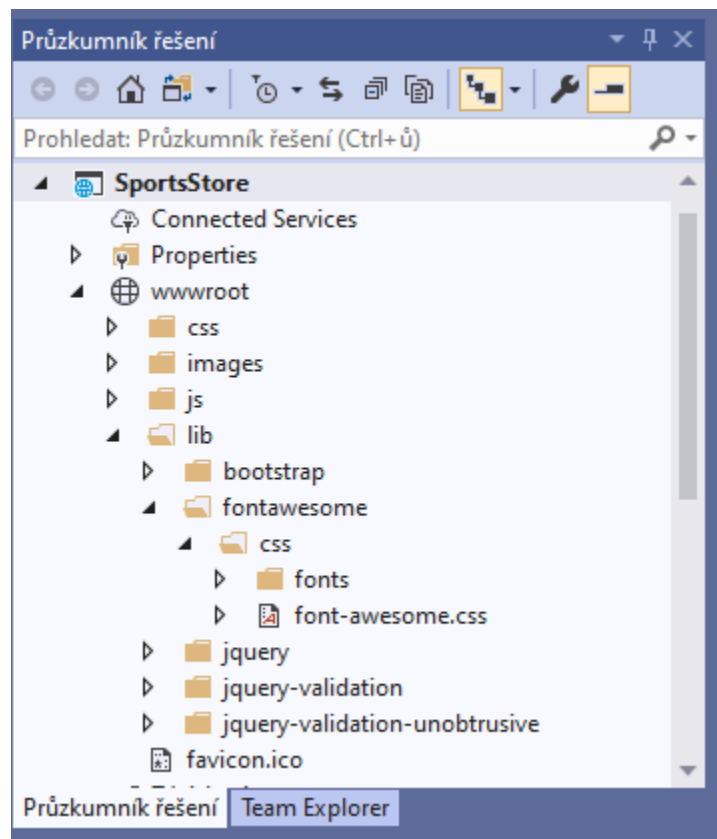 Průzkumník řešení
Prohledat: Průzkumník řešení (Ctrl+ů)
SportsStore
Connected Services
Properties
wwwroot
css
images
js
lib
bootstrap
fontawesome
css
fonts
font-awesome.css
jquery
jquery-validation
jquery-validation-unobtrusive
favicon.ico
Průzkumník řešení Team Explorer